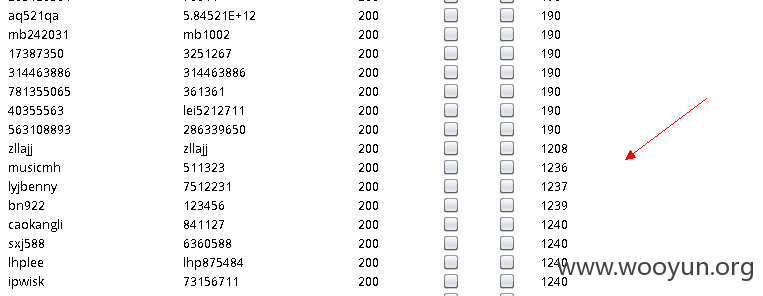 aq521qa 5.84521E+12 200 190
mb242031 mb1002 200 190
17387350 3251267 200 190
314463886 314463886 200 190
781355065 361361 200 190
40355563 lei5212711 200 190
563108893 286339650 200 190
zllajj zllajj 200 1208
musicmh 511323 200 1236
lyjbenny 7512231 200 1237
bn922 123456 200 1239
caokangli 841127 200 1240
sxj588 6360588 200 1240
lhplee lhp875484 200 1240
ipwisk 73156711 200 1240
www.wooyun.org